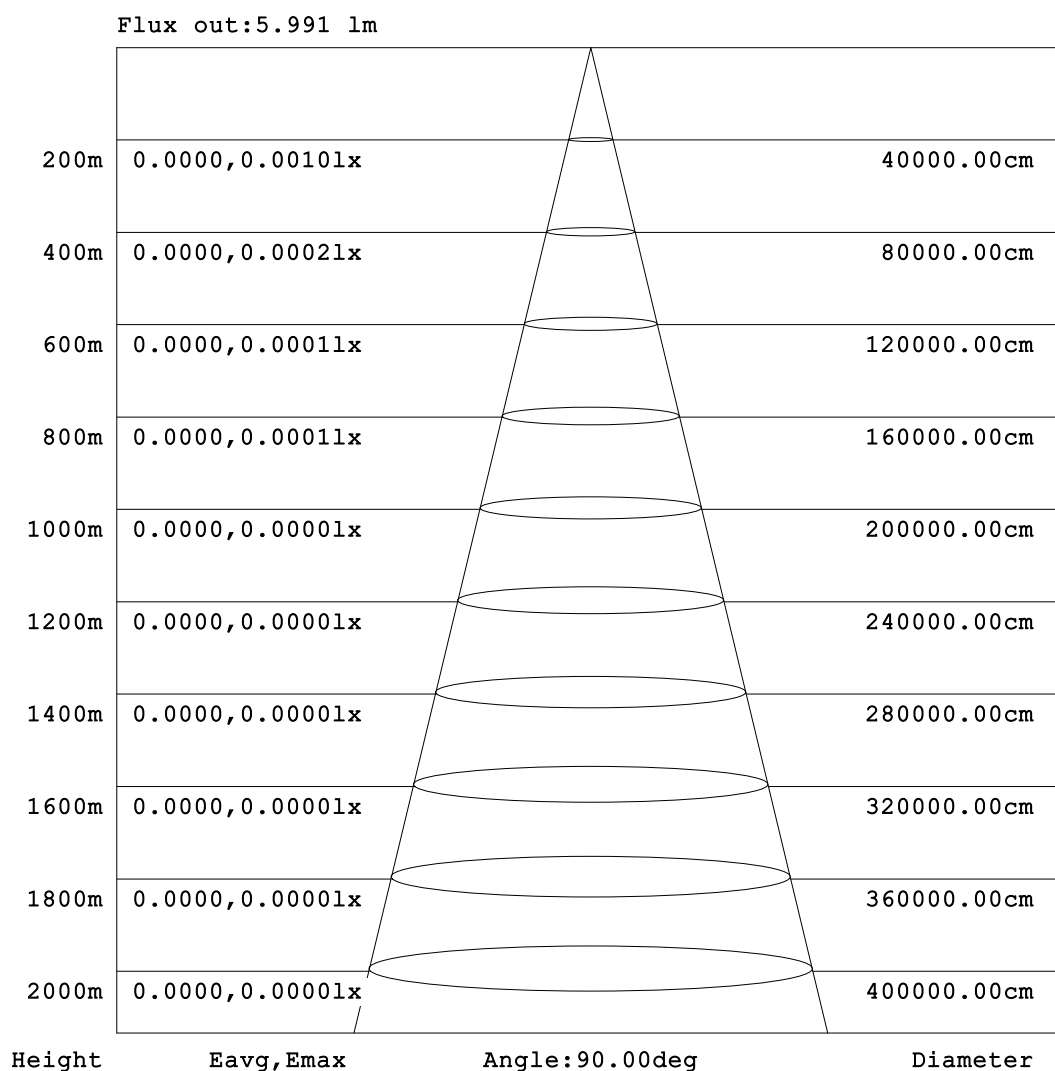 Flux out:5.991 lm
200m 0.0000,0.0010lx 40000.00cm
400m 0.0000,0.0002lx 80000.00cm
600m 0.0000,0.0001lx 120000.00cm
800m 0.0000,0.0001lx 160000.00cm
1000m 0.0000,0.0000lx 200000.00cm
1200m 0.0000,0.0000lx 240000.00cm
1400m 0.0000,0.0000lx 280000.00cm
1600m 0.0000,0.0000lx 320000.00cm
1800m 0.0000,0.0000lx 360000.00cm
2000m 0.0000,0.0000lx 400000.00cm
Height Eavg,Emax Angle:90.00deg Diameter